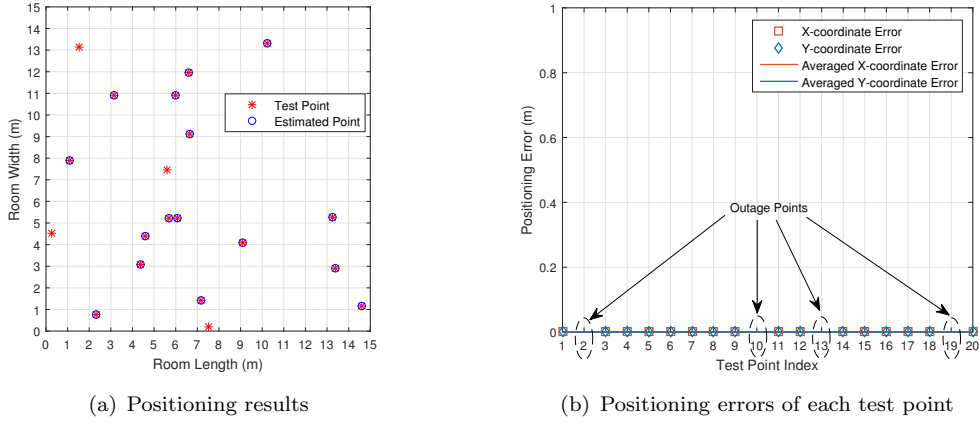 15
14
13
12
11
10
9
8
7
6
5
4
3
2
1
0
Room Width (m)
Test Point
Estimated Point
0 1 2 3 4 5 6 7 8 9 10 11 12 13 14 15
Room Length (m)
(a) Positioning results
1
0.8
0.6
0.4
0.2
0
Positioning Error (m)
X-coordinate Error
Y-coordinate Error
Averaged X-coordinate Error
Averaged Y-coordinate Error
Outage Points
1 2 3 4 5 6 7 8 9 10 11 12 13 14 15 16 17 18 19 20
Test Point Index
(b) Positioning errors of each test point